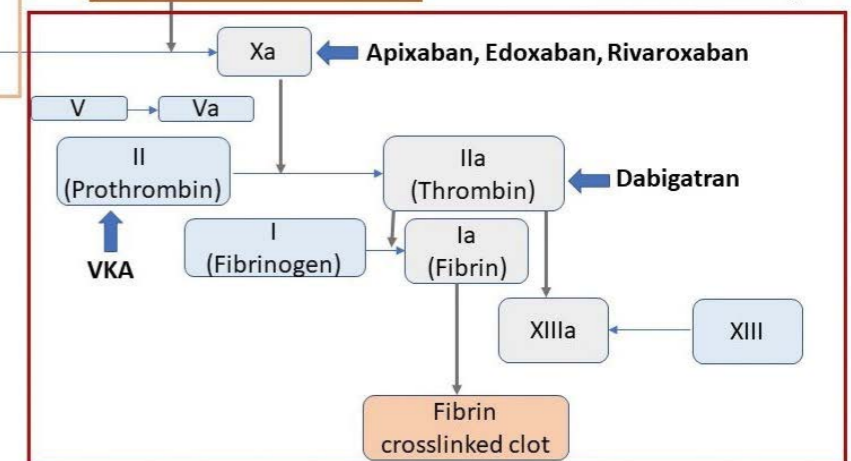 Xa
Apixaban, Edoxaban, Rivaroxaban
V
Va
II
(Prothrombin)
IIa
(Thrombin)
Dabigatran
VKA
I
(Fibrinogen)
Ia
(Fibrin)
XIIIa
XIII
Fibrin
crosslinked clot